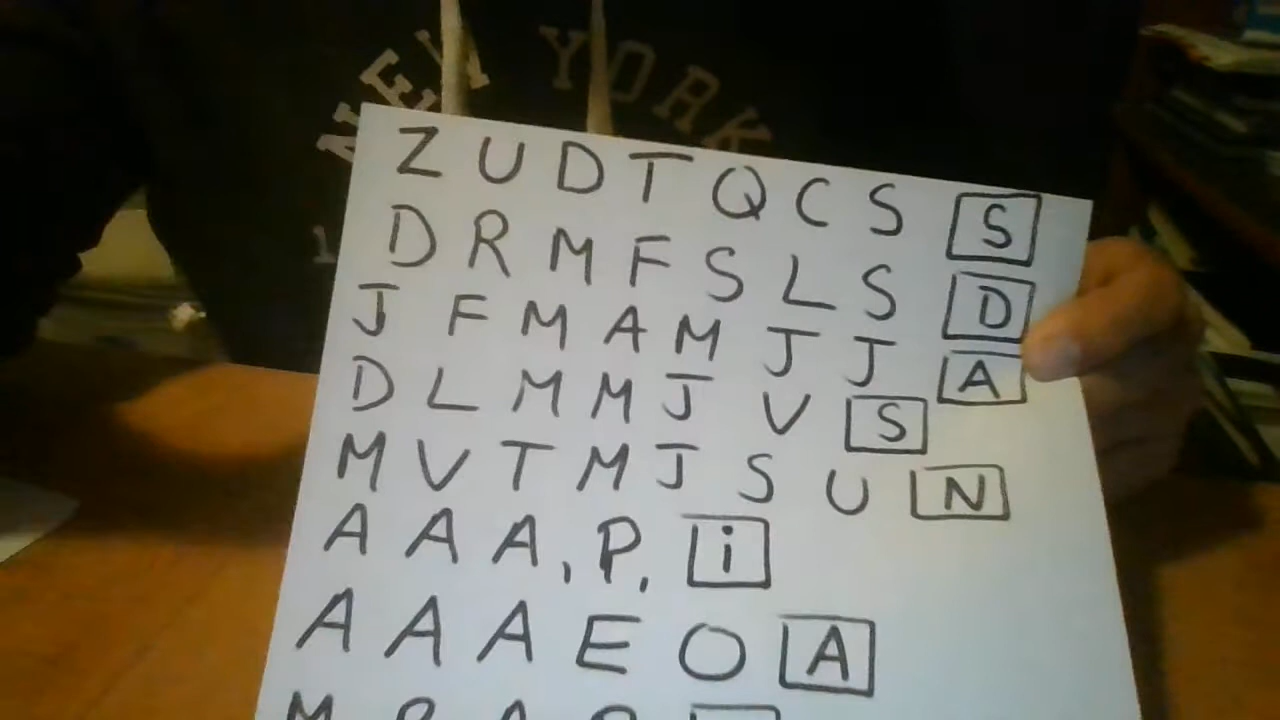 NEW YORK
Z U D T Q C S S
D R M F S L S D
J F M A M J J A
D L M M J V S
M V T M J S U N
A A A, P, i
A A A E O A